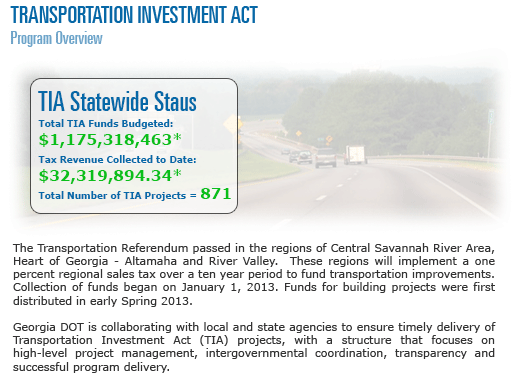 TRANSPORTATION INVESTMENT ACT
Program Overview
TIA Statewide Staus
Total TIA Funds Budgeted:
$1,175,318,463*
Tax Revenue Collected to Date:
$32,319,894.34*
Total Number of TIA Projects = 871
The Transportation Referendum passed in the regions of Central Savannah River Area,
Heart of Georgia - Altamaha and River Valley.  These regions will implement a one
percent regional sales tax over a ten year period to fund transportation improvements.
Collection of funds began on January 1, 2013. Funds for building projects were first
distributed in early Spring 2013.
Georgia DOT is collaborating with local and state agencies to ensure timely delivery of
Transportation Investment Act (TIA) projects, with a structure that focuses on
high-level project management, intergovernmental coordination, transparency and
successful program delivery.